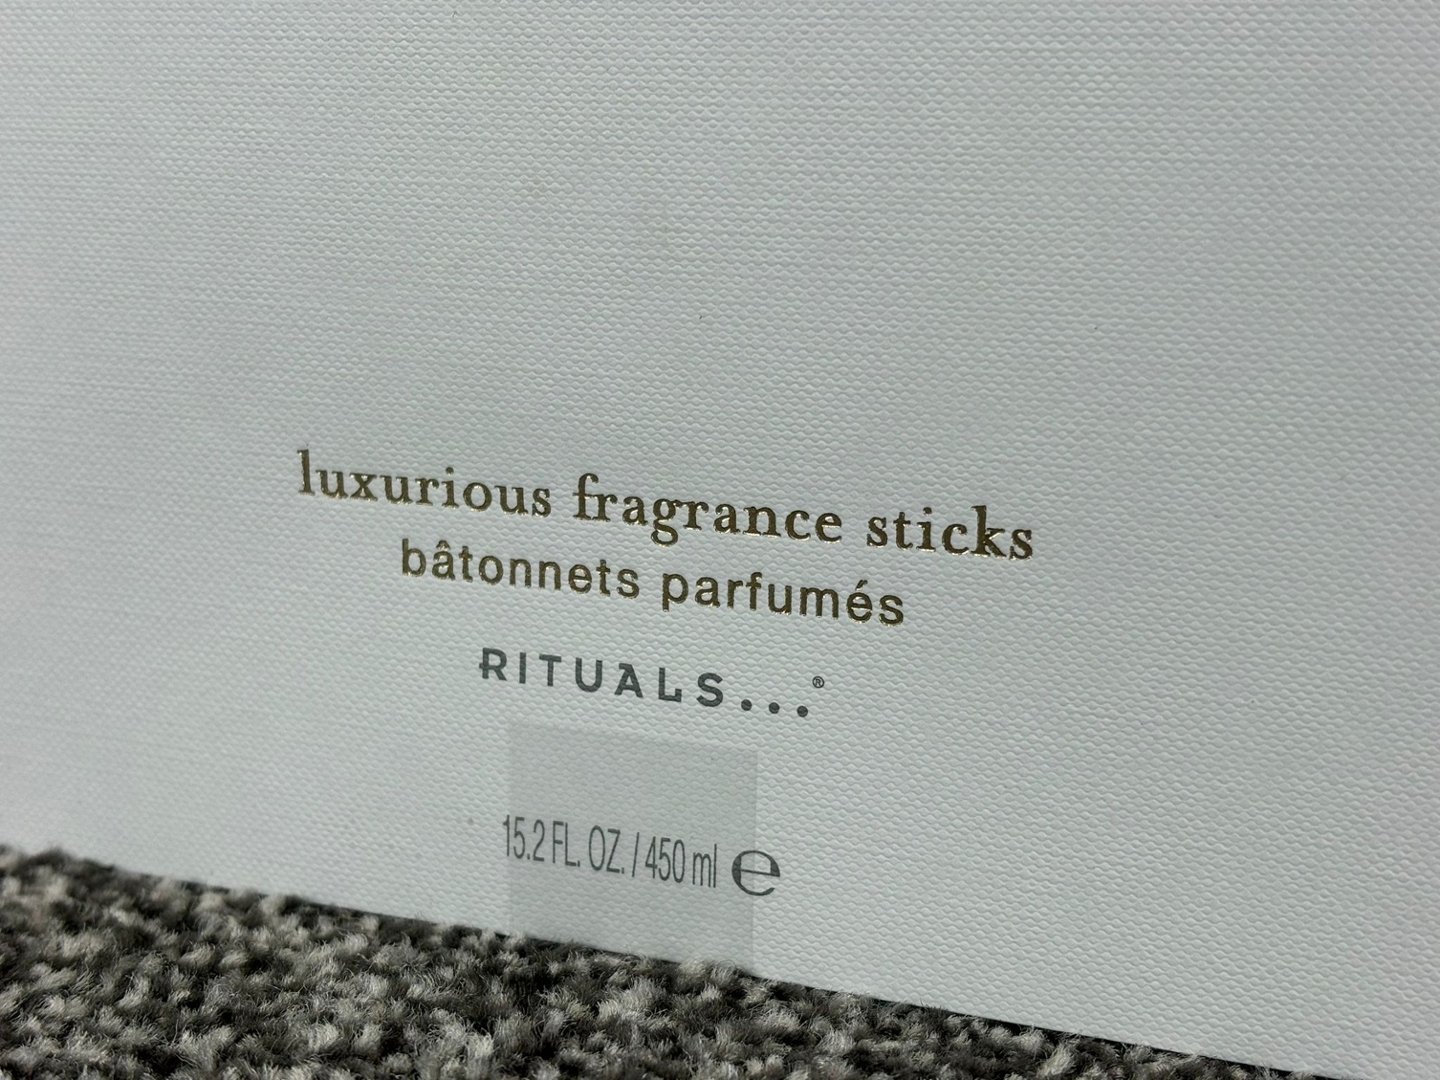 luxurious fragrance sticks
bâtonnets parfumés
RITUALS...®
15.2 FL. OZ. / 450 ml ℮